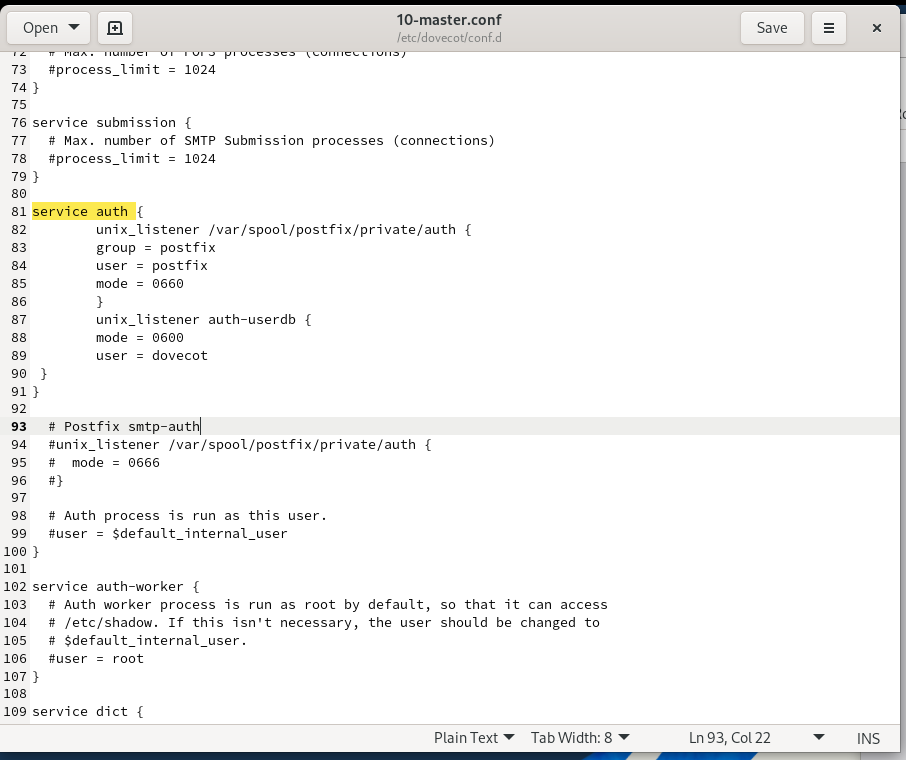 Open
10-master.conf
/etc/dovecot/conf.d
Save
72   # Max. number of POP3 processes (connections)
73   #process_limit = 1024
74 }
75
76 service submission {
77   # Max. number of SMTP Submission processes (connections)
78   #process_limit = 1024
79 }
80
81 service auth {
82         unix_listener /var/spool/postfix/private/auth {
83         group = postfix
84         user = postfix
85         mode = 0660
86         }
87         unix_listener auth-userdb {
88         mode = 0600
89         user = dovecot
90  }
91 }
92
93   # Postfix smtp-auth
94   #unix_listener /var/spool/postfix/private/auth {
95   #  mode = 0666
96   #}
97
98   # Auth process is run as this user.
99   #user = $default_internal_user
100 }
101
102 service auth-worker {
103   # Auth worker process is run as root by default, so that it can access
104   # /etc/shadow. If this isn't necessary, the user should be changed to
105   # $default_internal_user.
106   #user = root
107 }
108
109 service dict {
Plain Text Tab Width: 8 Ln 93, Col 22 INS